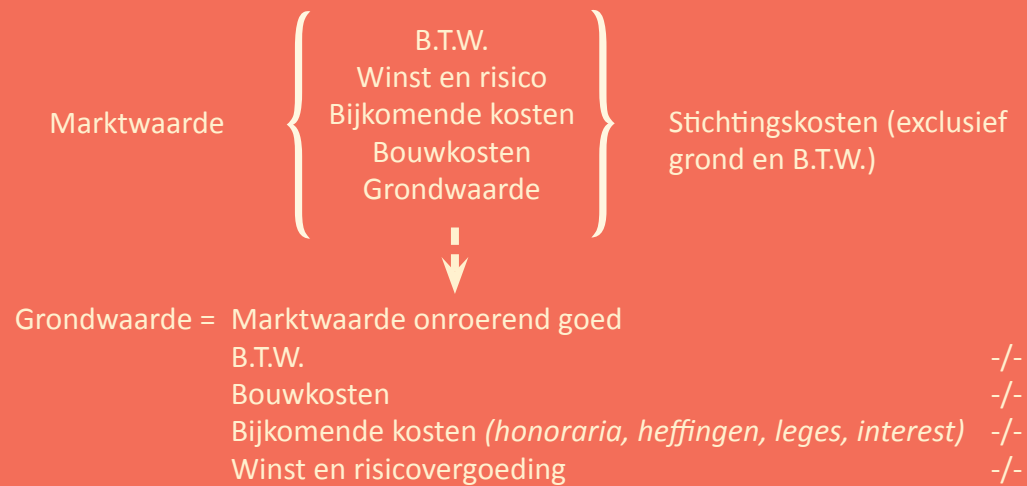 Marktwaarde
B.T.W.
Winst en risico
Bijkomende kosten
Bouwkosten
Grondwaarde
Stichtingskosten (exclusief
grond en B.T.W.)
Grondwaarde = Marktwaarde onroerend goed
B.T.W. -/-
Bouwkosten -/-
Bijkomende kosten (honoraria, heffingen, leges, interest) -/-
Winst en risicovergoeding -/-